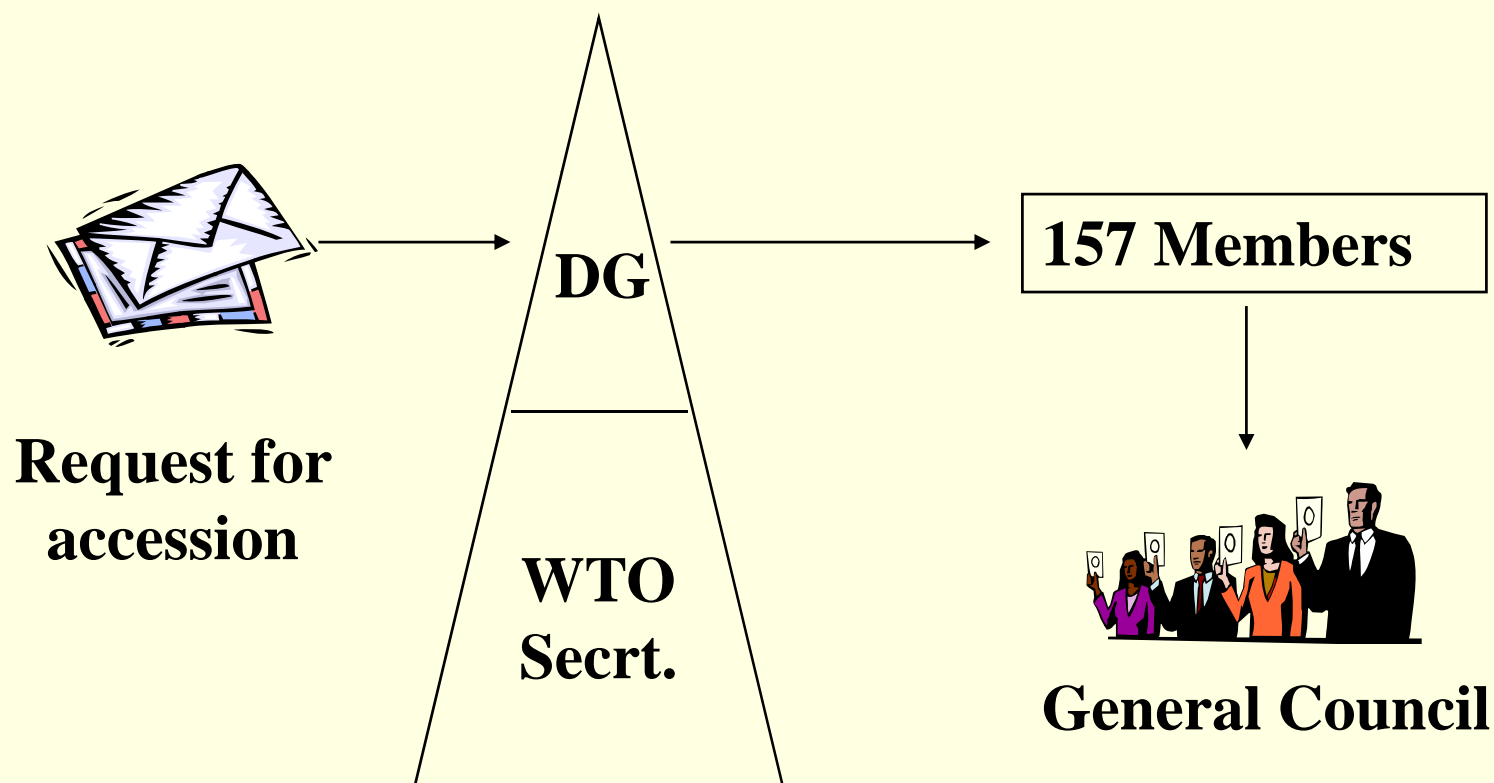 Request for
accession
DG
WTO
Secrt.
157 Members
General Council